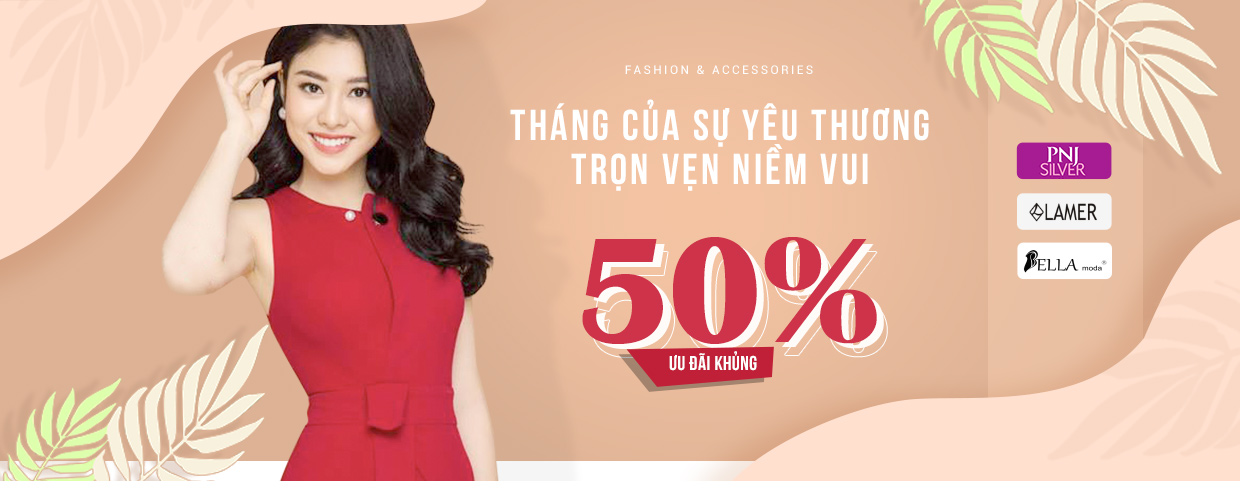 FASHION & ACCESSORIES
THÁNG CỦA SỰ YÊU THƯƠNG
TRỌN VẸN NIỀM VUI
50%
ƯU ĐÃI KHỦNG
PNJ
SILVER
LAMER
BELLA moda®